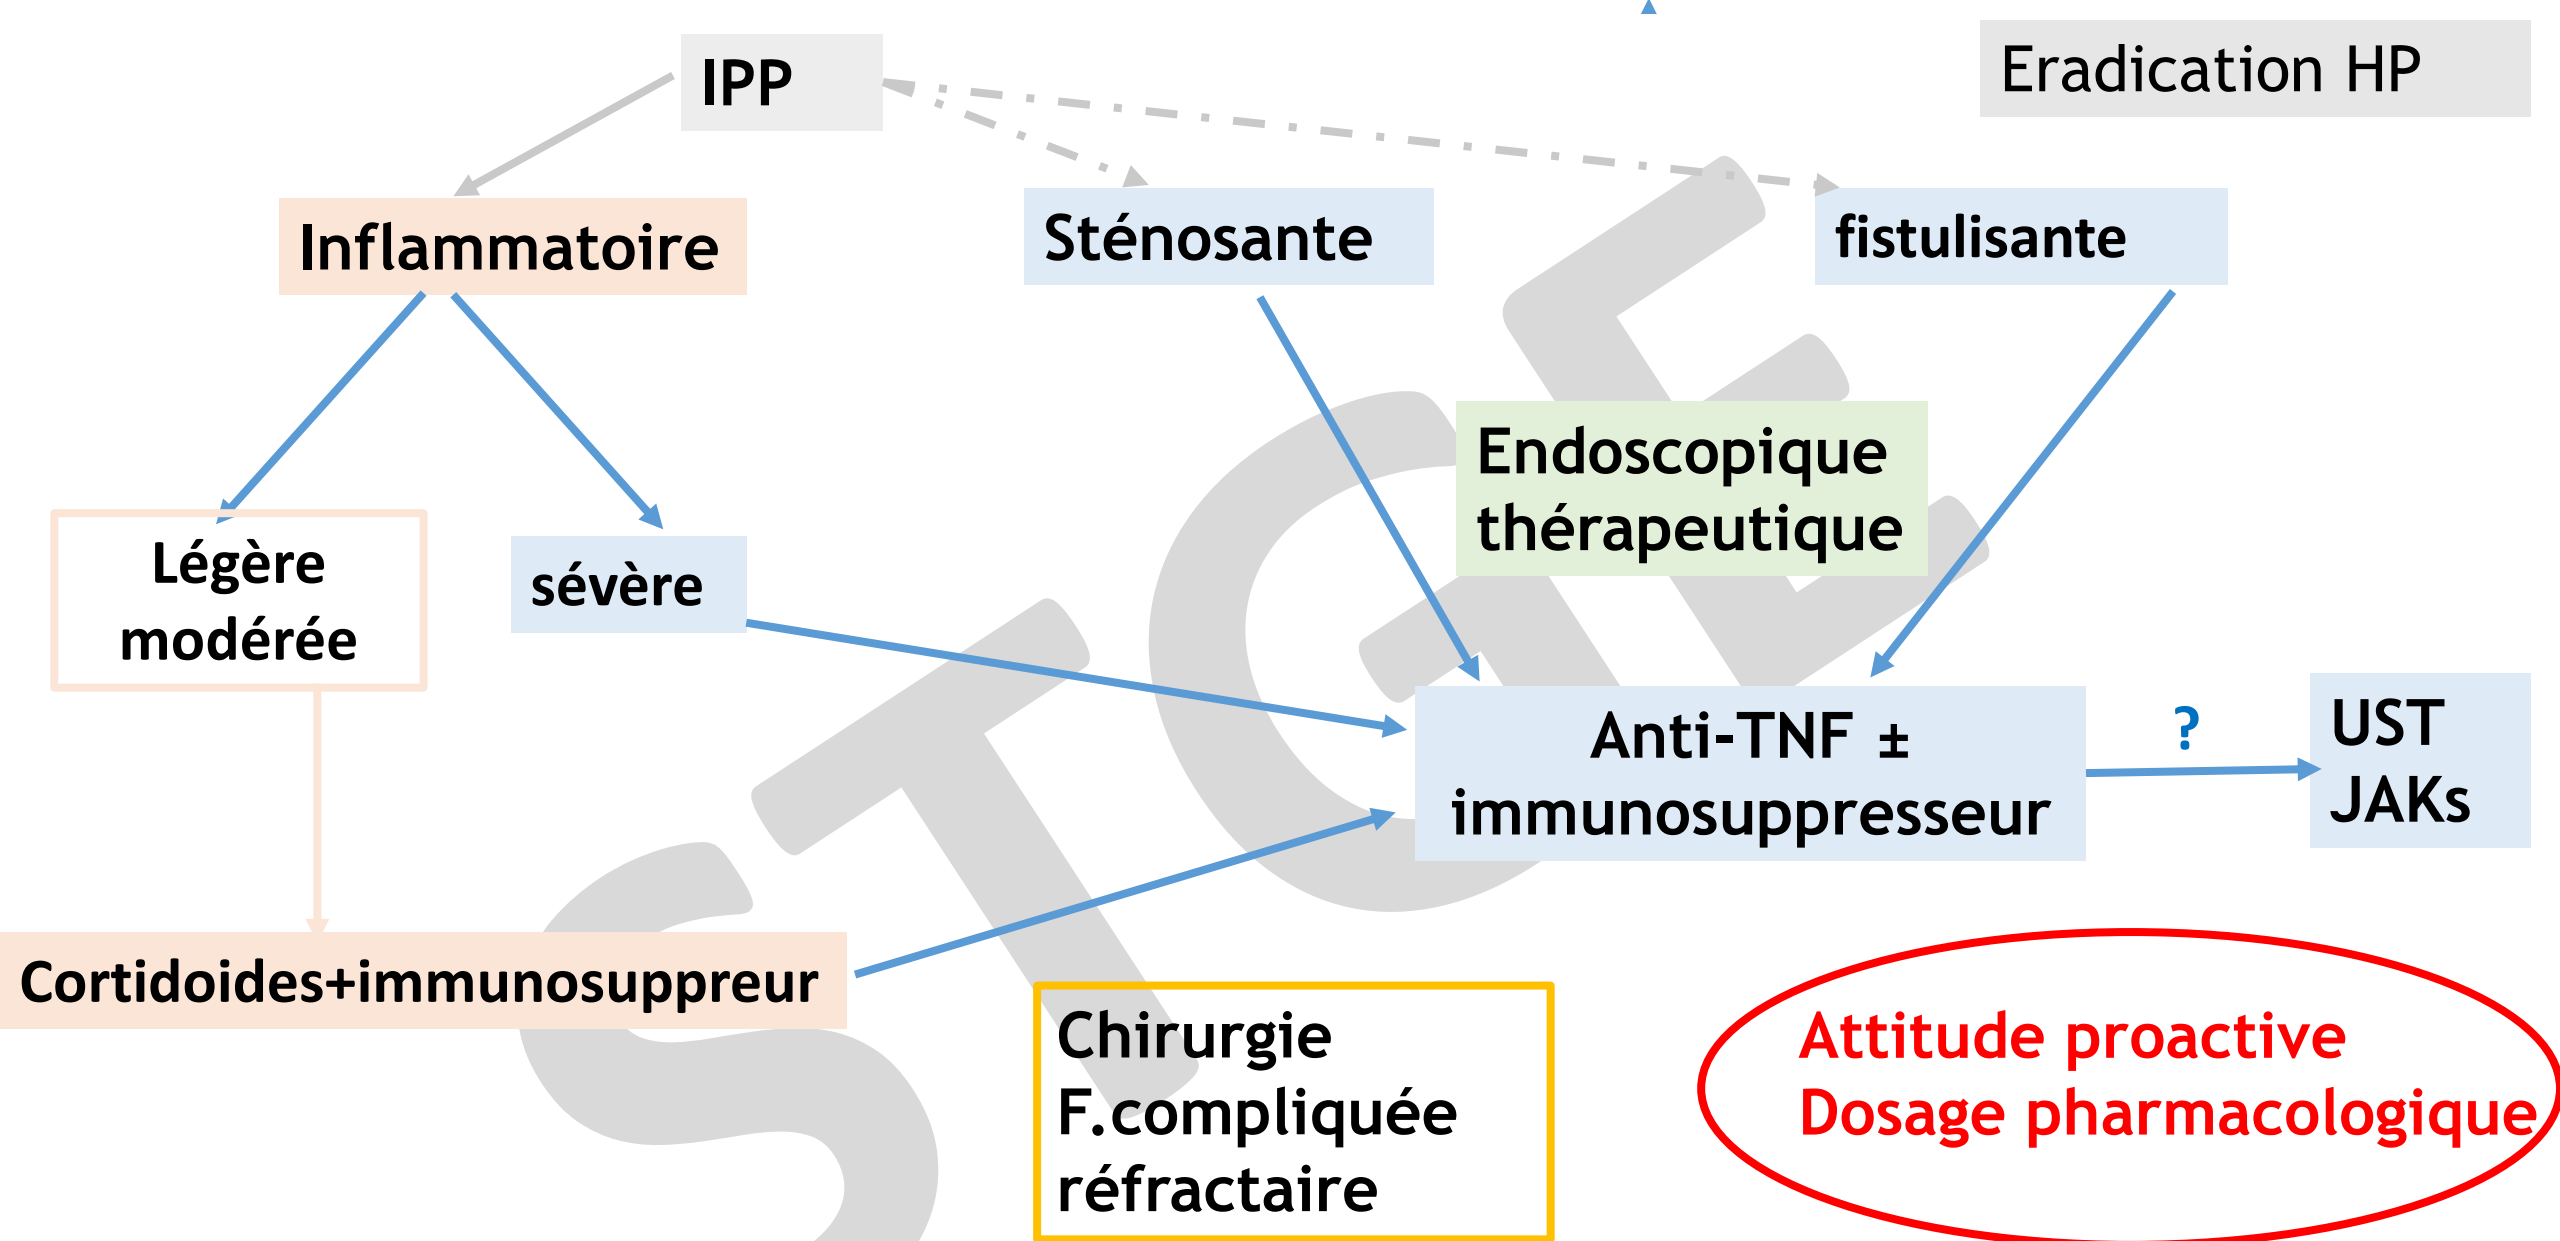 IPP
Eradication HP
Inflammatoire
Sténosante
fistulisante
Endoscopique
thérapeutique
Légère
modérée
sévère
Anti-TNF ±
immunosuppresseur
?
UST
JAKs
Cortidoides+immunosuppreur
Chirurgie
F.compliquée
réfractaire
Attitude proactive
Dosage pharmacologique
STGE